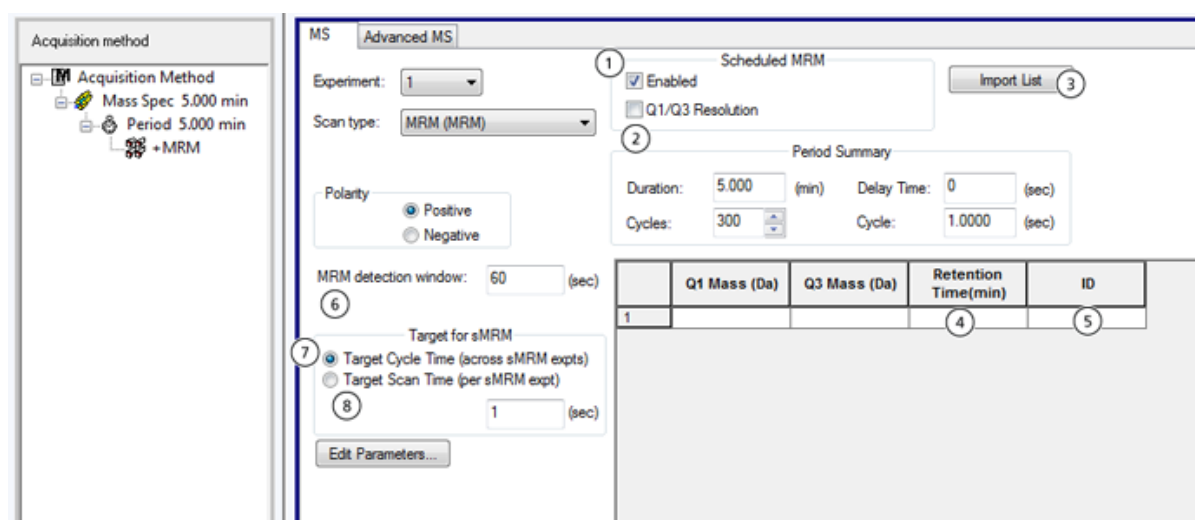 Acquisition method
Acquisition Method
Mass Spec 5.000 min
Period 5.000 min
+MRM
MS
Advanced MS
Experiment: 1
Scan type: MRM (MRM)
1
Scheduled MRM
Enabled
Q1/Q3 Resolution
2
Import List
3
Period Summary
Duration: 5.000 (min) Delay Time: 0 (sec)
Cycles: 300 Cycle: 1.0000 (sec)
Polarity
Positive
Negative
MRM detection window: 60 (sec)
6
Target for sMRM
7
Target Cycle Time (across sMRM expts)
Target Scan Time (per sMRM expt)
8
1 (sec)
Edit Parameters...
Q1 Mass (Da) Q3 Mass (Da) Retention Time(min) ID
1
4
5